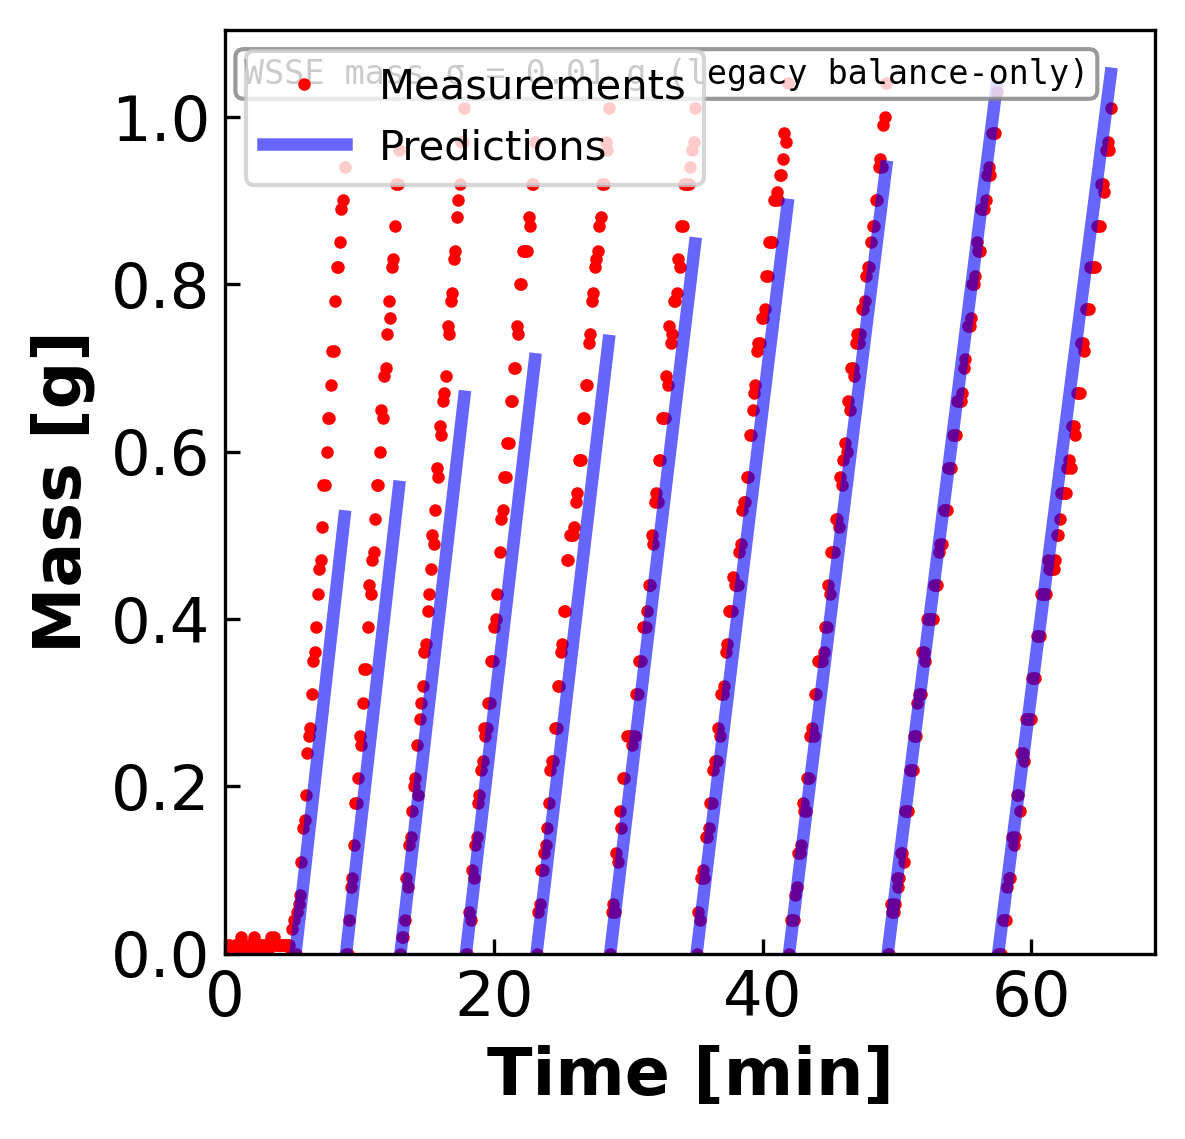 WSSE mass σ = 0.01 g (legacy balance-only)
Measurements
Predictions
Mass [g]
1.0
0.8
0.6
0.4
0.2
0.0
0 20 40 60
Time [min]